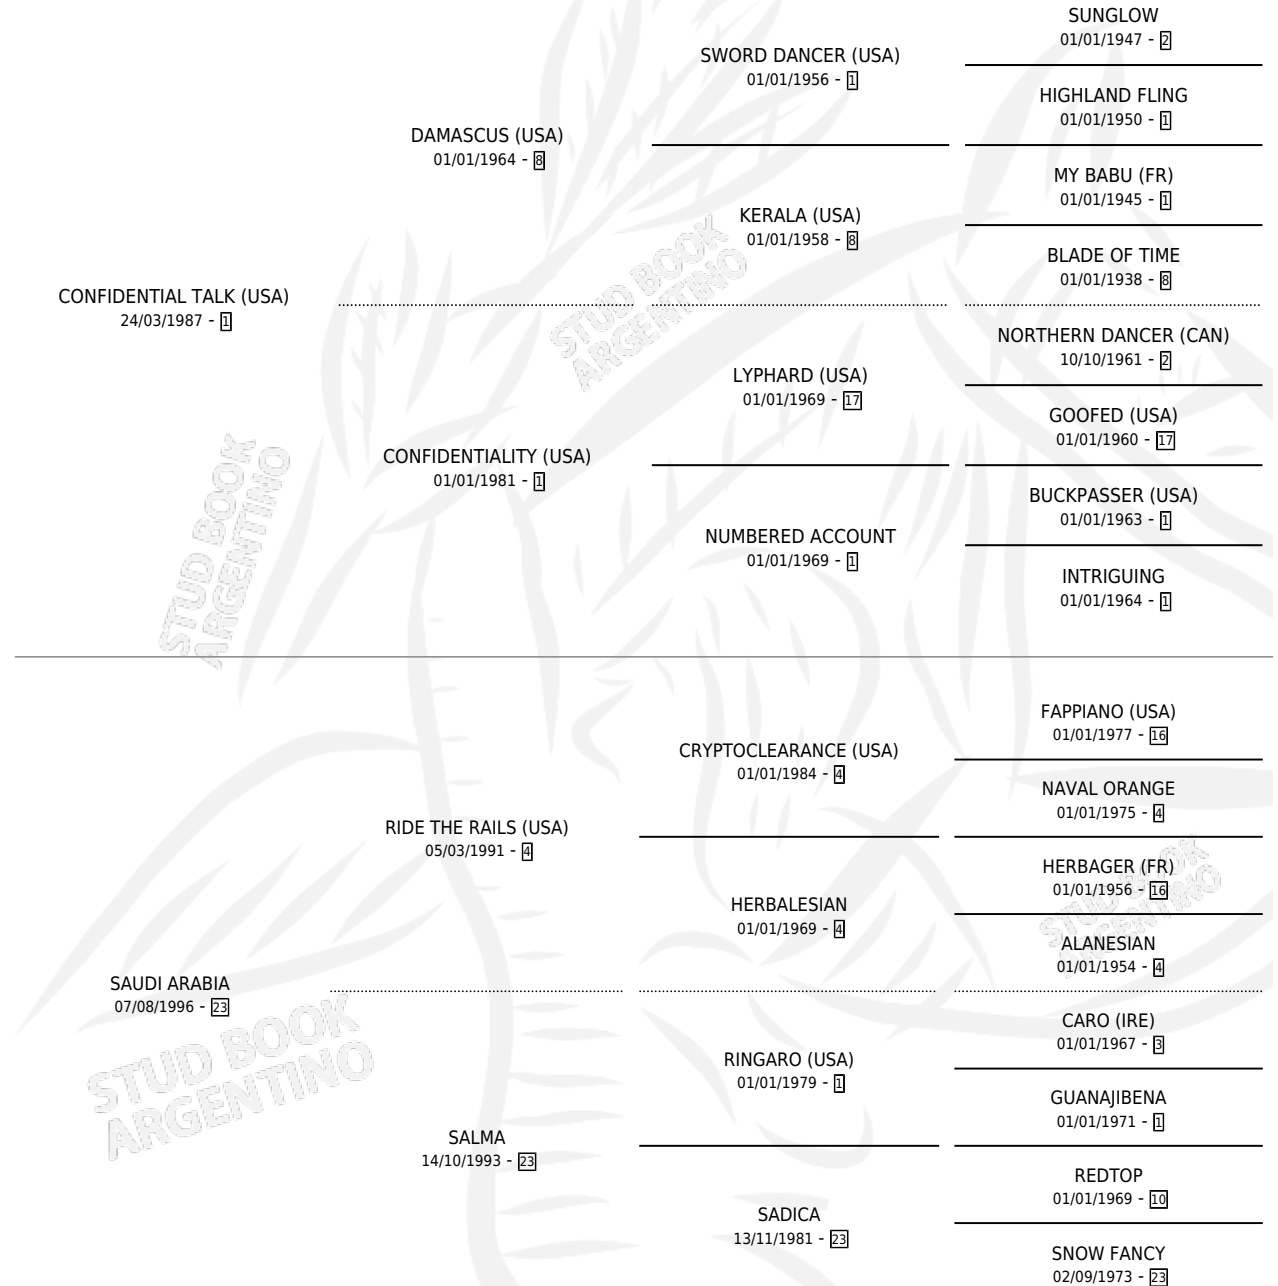 SUNGLOW
01/01/1947 - 2
SWORD DANCER (USA)
01/01/1956 - 1
HIGHLAND FLING
01/01/1950 - 1
DAMASCUS (USA)
01/01/1964 - 8
MY BABU (FR)
01/01/1945 - 1
KERALA (USA)
01/01/1958 - 8
BLADE OF TIME
01/01/1938 - 8
CONFIDENTIAL TALK (USA)
24/03/1987 - 1
NORTHERN DANCER (CAN)
10/10/1961 - 2
LYPHARD (USA)
01/01/1969 - 17
GOOFED (USA)
01/01/1960 - 17
CONFIDENTIALITY (USA)
01/01/1981 - 1
BUCKPASSER (USA)
01/01/1963 - 1
NUMBERED ACCOUNT
01/01/1969 - 1
INTRIGUING
01/01/1964 - 1
FAPPIANO (USA)
01/01/1977 - 16
CRYPTOCLEARANCE (USA)
01/01/1984 - 4
NAVAL ORANGE
01/01/1975 - 4
RIDE THE RAILS (USA)
05/03/1991 - 4
HERBAGER (FR)
01/01/1956 - 16
HERBALESIAN
01/01/1969 - 4
ALANESIAN
01/01/1954 - 4
SAUDI ARABIA
07/08/1996 - 23
CARO (IRE)
01/01/1967 - 3
RINGARO (USA)
01/01/1979 - 1
GUANAJIBENA
01/01/1971 - 1
SALMA
14/10/1993 - 23
REDTOP
01/01/1969 - 10
SADICA
13/11/1981 - 23
SNOW FANCY
02/09/1973 - 23
STUD BOOK
ARGENTINO
STUD BOOK
ARGENTINO
STUD BOOK
ARGENTINO
STUD BOOK
ARGENTINO